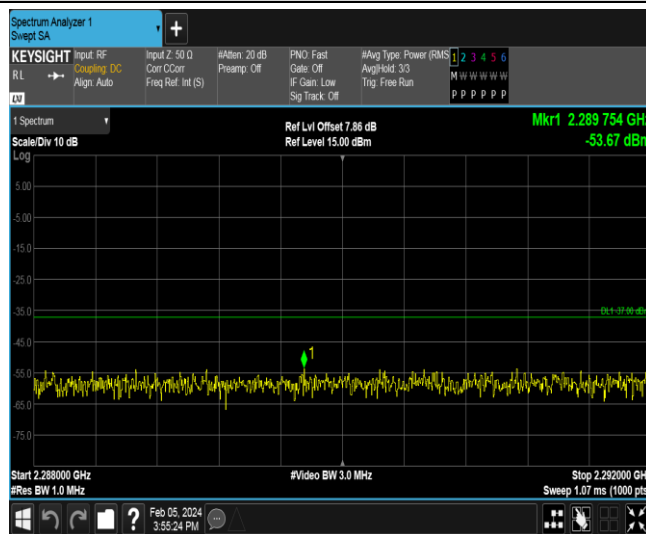 Spectrum Analyzer 1
Swept SA
+
KEYSIGHT
RL
LXI
Input: RF
Coupling: DC
Align: Auto
Input Z: 50 Ω
Corr CCorr
Freq Ref: Int (S)
#Atten: 20 dB
Preamp: Off
PNO: Fast
Gate: Off
IF Gain: Low
Sig Track: Off
#Avg Type: Power (RMS
Avg|Hold: 3/3
Trig: Free Run
1 2 3 4 5 6
M W W W W W
P P P P P P
1 Spectrum
Scale/Div 10 dB
Log
Ref Lvl Offset 7.86 dB
Ref Level 15.00 dBm
Mkr1 2.289 754 GHz
-53.67 dBm
5.00
-5.00
-15.0
-25.0
-35.0
DL1 -37.00 dBm
-45.0
1
-55.0
-65.0
-75.0
Start 2.288000 GHz
#Res BW 1.0 MHz
#Video BW 3.0 MHz
Stop 2.292000 GHz
Sweep 1.07 ms (1000 pts
?
Feb 05, 2024
3:55:24 PM